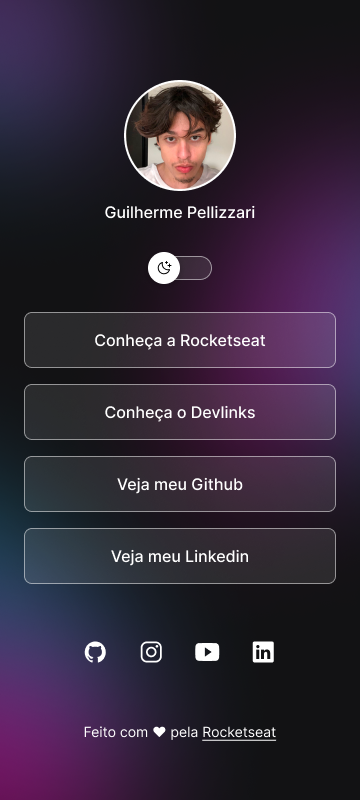 Guilherme Pellizzari
Conheça a Rocketseat
Conheça o Devlinks
Veja meu Github
Veja meu Linkedin
Feito com ♥ pela Rocketseat